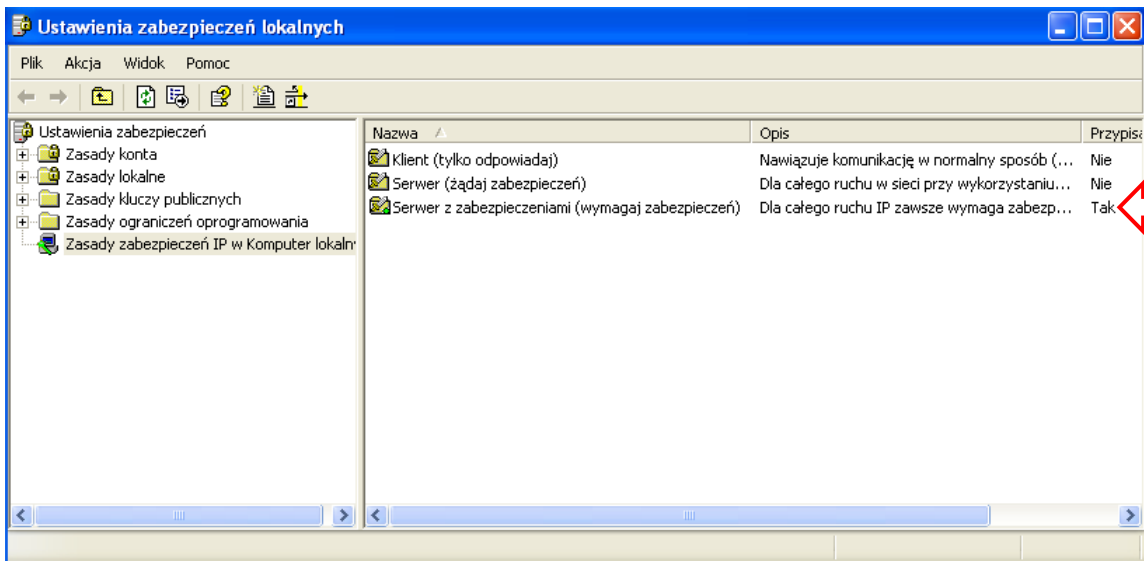 Ustawienia zabezpieczeń lokalnych
Plik Akcja Widok Pomoc
Ustawienia zabezpieczeń
Zasady konta
Zasady lokalne
Zasady kluczy publicznych
Zasady ograniczeń oprogramowania
Zasady zabezpieczeń IP w Komputer lokaln
Nazwa Opis Przypisa
Klient (tylko odpowiadaj) Nawiązuje komunikację w normalny sposób (... Nie
Serwer (żądaj zabezpieczeń) Dla całego ruchu w sieci przy wykorzystaniu... Nie
Serwer z zabezpieczeniami (wymagaj zabezpieczeń) Dla całego ruchu IP zawsze wymaga zabezp... Tak